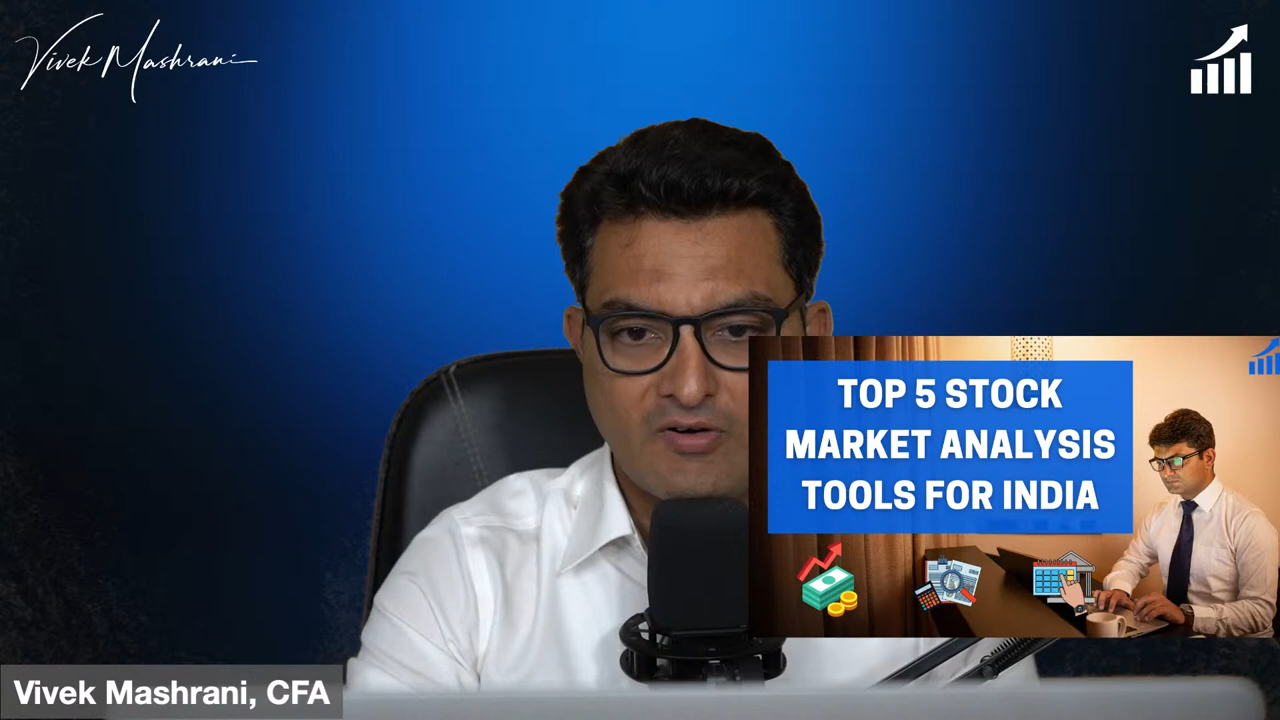 Vivek Mashrani
TOP 5 STOCK
MARKET ANALYSIS
TOOLS FOR INDIA
Vivek Mashrani, CFA